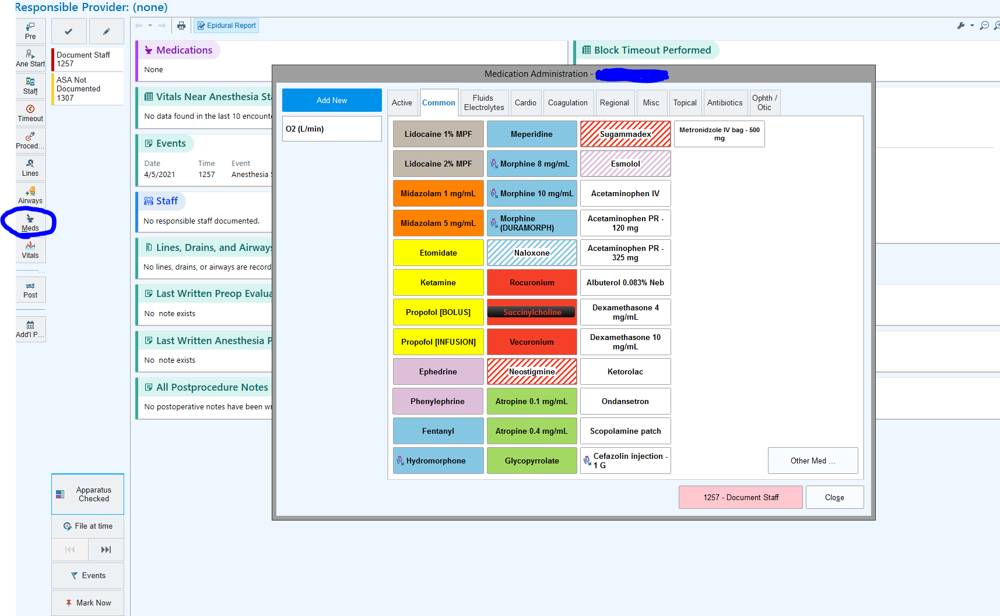 Responsible Provider: (none)
Pre
Ane Start
Staff
Timeout
Proced...
Lines
Airways
Meds
Vitals
Post
Add'l P...
Document Staff
1257
ASA Not
Documented
1307
Apparatus
Checked
File at time
Events
Mark Now
Epidural Report
Medications
None
Vitals Near Anesthesia Sta
No data found in the last 10 encounte
Events
Date Time Event
4/5/2021 1257 Anesthesia S
Staff
No responsible staff documented.
Lines, Drains, and Airways
No lines, drains, or airways are record
Last Written Preop Evalua
No note exists
Last Written Anesthesia P
No note exists
All Postprocedure Notes
No postoperative notes have been wr
Block Timeout Performed
Medication Administration -
Add New
O2 (L/min)
Active
Common
Fluids
Electrolytes
Cardio
Coagulation
Regional
Misc
Topical
Antibiotics
Ophth /
Otic
Lidocaine 1% MPF
Lidocaine 2% MPF
Midazolam 1 mg/mL
Midazolam 5 mg/mL
Etomidate
Ketamine
Propofol [BOLUS]
Propofol [INFUSION]
Ephedrine
Phenylephrine
Fentanyl
Hydromorphone
Meperidine
Morphine 8 mg/mL
Morphine 10 mg/mL
Morphine
(DURAMORPH)
Naloxone
Rocuronium
Succinylcholine
Vecuronium
Neostigmine
Atropine 0.1 mg/mL
Atropine 0.4 mg/mL
Glycopyrrolate
Sugammadex
Esmolol
Acetaminophen IV
Acetaminophen PR -
120 mg
Acetaminophen PR -
325 mg
Albuterol 0.083% Neb
Dexamethasone 4
mg/mL
Dexamethasone 10
mg/mL
Ketorolac
Ondansetron
Scopolamine patch
Cefazolin injection -
1 G
Metronidzole IV bag - 500
mg
Other Med ...
1257 - Document Staff
Close